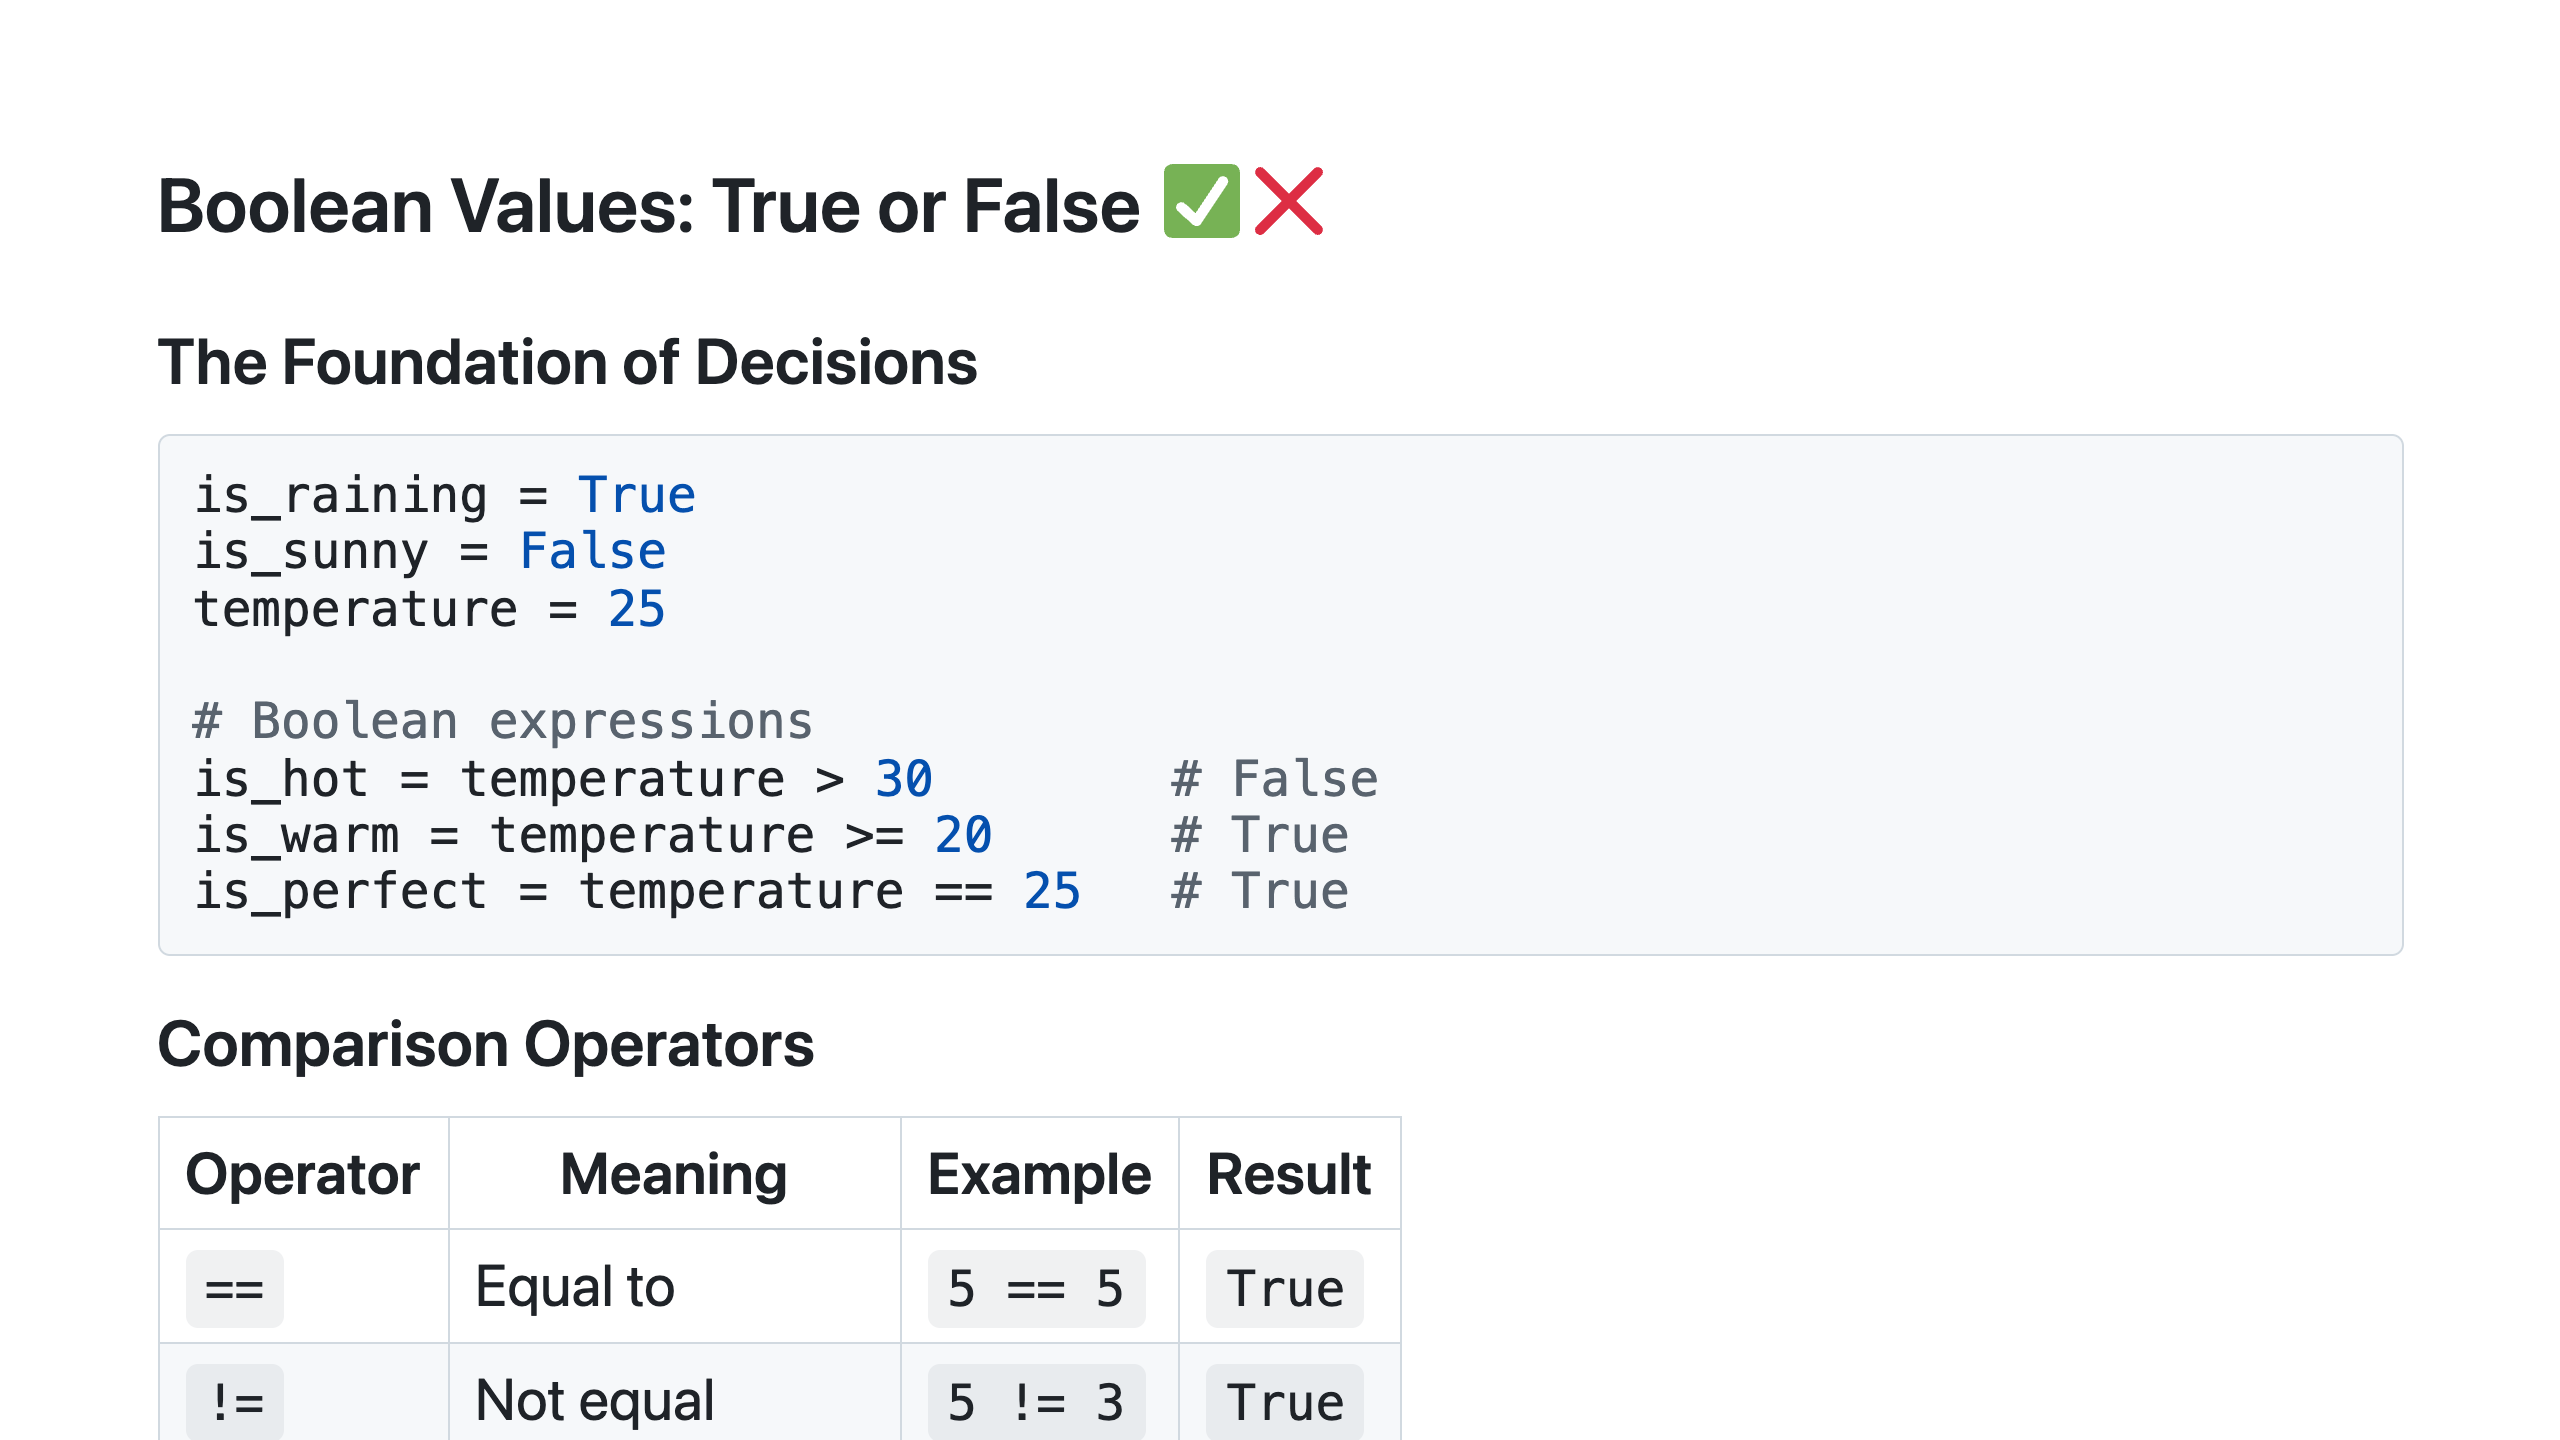 Boolean Values: True or False ✅❌
The Foundation of Decisions
is_raining = True
is_sunny = False
temperature = 25
# Boolean expressions
is_hot = temperature > 30        # False
is_warm = temperature >= 20      # True
is_perfect = temperature == 25   # True
Comparison Operators
Operator Meaning Example Result
== Equal to 5 == 5 True
!= Not equal 5 != 3 True